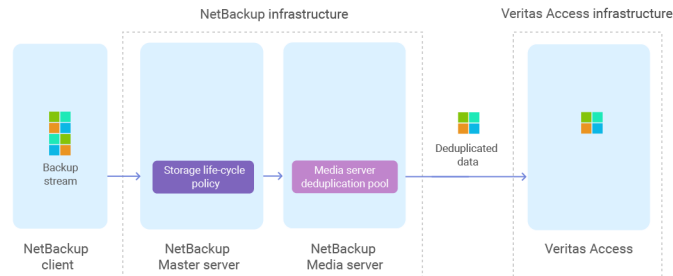 NetBackup infrastructure
Veritas Access infrastructure
Backup
stream
Storage life-cycle
policy
Media server
deduplication pool
Deduplicated
data
NetBackup
client
NetBackup
Master server
NetBackup
Media server
Veritas Access